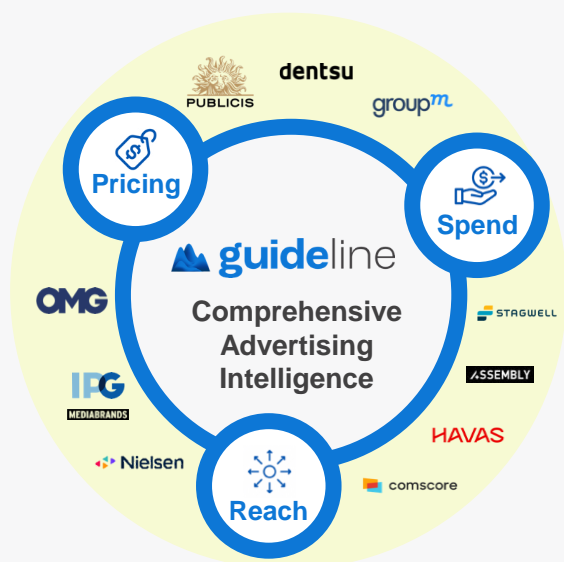 PUBLICIS
dentsu
groupm
Pricing
$
Spend
guideline
Comprehensive
Advertising
Intelligence
OMG
STAGWELL
IPG
MEDIABRANDS
ASSEMBLY
HAVAS
Nielsen
comscore
Reach